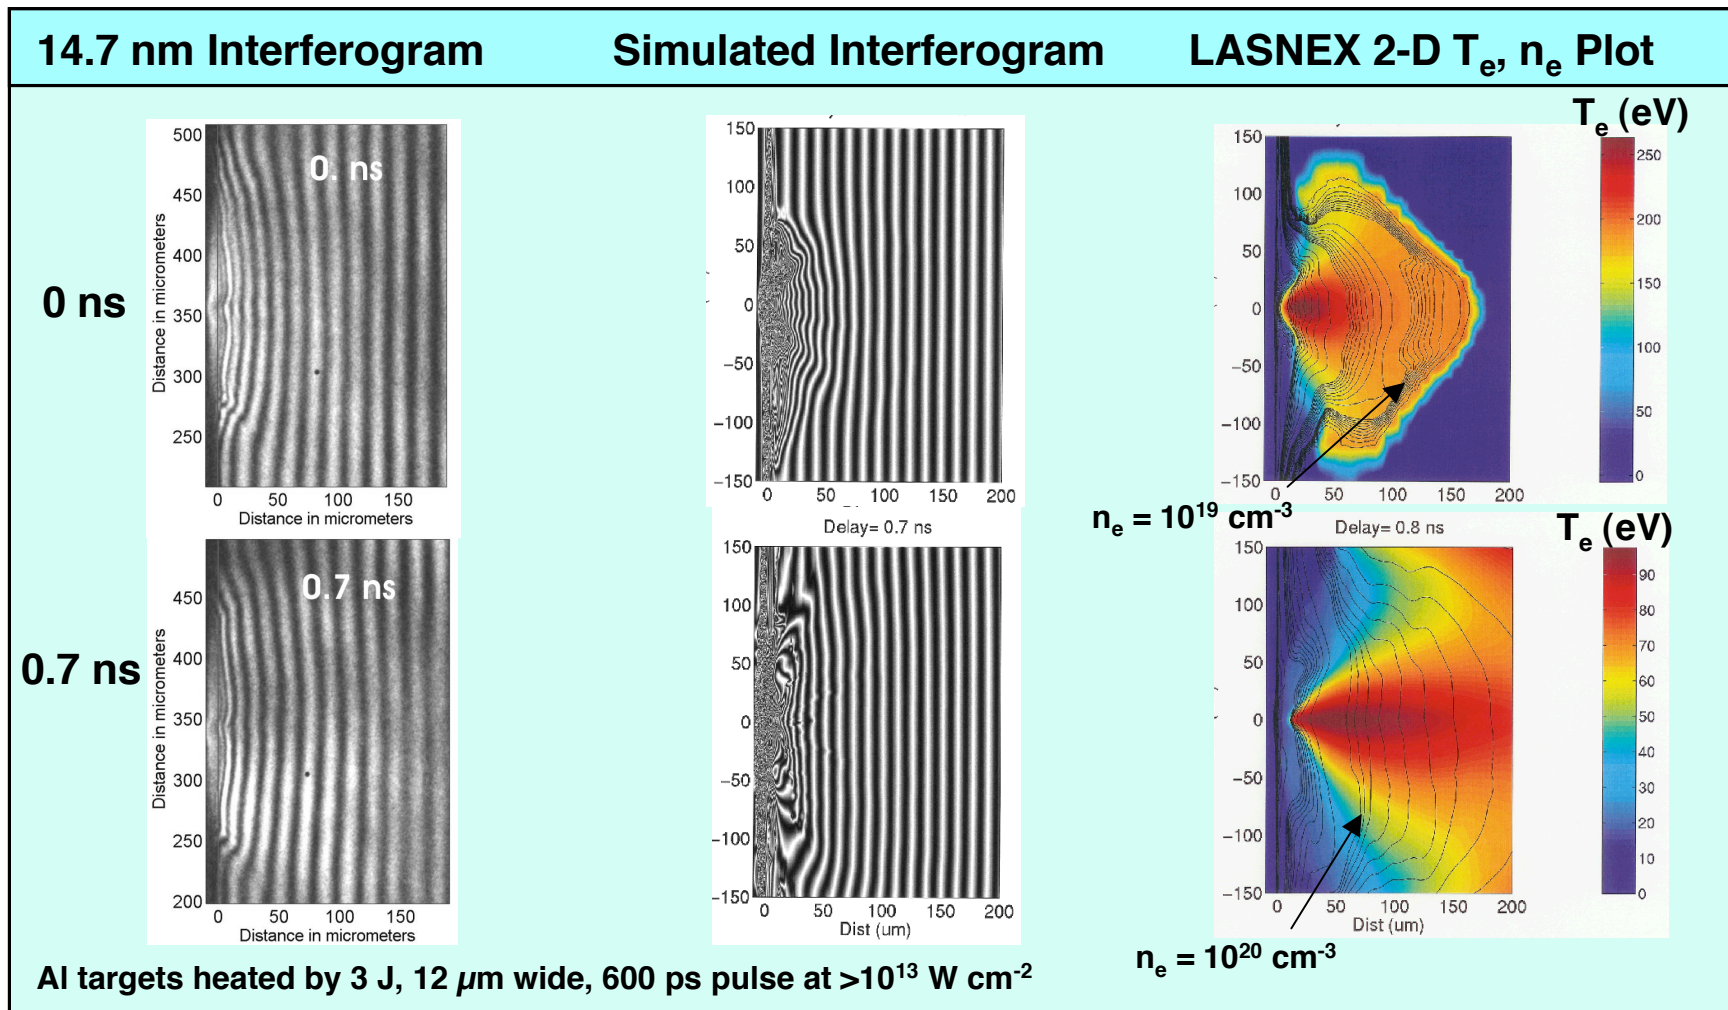 14.7 nm Interferogram
Simulated Interferogram
LASNEX 2-D Te, ne Plot
0 ns
0. ns
Distance in micrometers
500
450
400
350
300
250
0 50 100 150
Distance in micrometers
150
100
50
0
−50
−100
−150
0 50 100 150 200
Te (eV)
150
100
50
0
−50
−100
−150
0 50 100 150 200
250
200
150
100
50
0
ne = 10^19 cm^-3
0.7 ns
0.7 ns
Distance in micrometers
450
400
350
300
250
200
0 50 100 150
Distance in micrometers
Delay= 0.7 ns
150
100
50
0
−50
−100
−150
0 50 100 150 200
Dist (um)
Delay= 0.8 ns
Te (eV)
150
100
50
0
−50
−100
−150
0 50 100 150 200
Dist (um)
90
80
70
60
50
40
30
20
10
0
ne = 10^20 cm^-3
Al targets heated by 3 J, 12 µm wide, 600 ps pulse at >10^13 W cm^-2